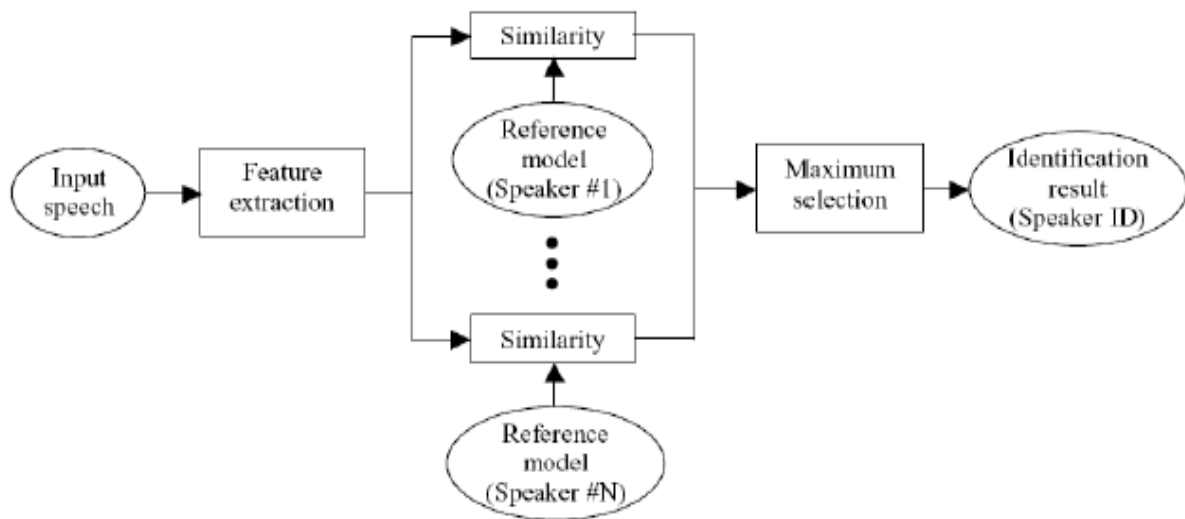 Similarity
Reference
model
(Speaker #1)
Input
speech
Feature
extraction
Maximum
selection
Identification
result
(Speaker ID)
Similarity
Reference
model
(Speaker #N)